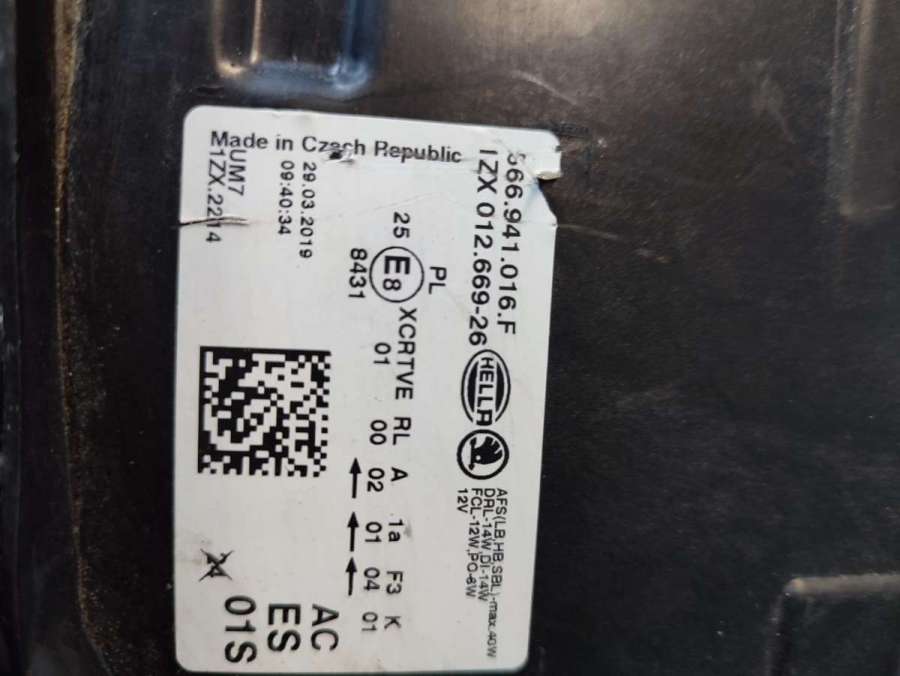 566.941.016.F
1ZX 012.669-26
HELLA
AFS(LB,HB,SBL)-max.40W
DRL-14W,DI-14W
FCL-12W,PO-6W
12V
Made in Czech Republic
PL
25 E8 XCRTVE RL A 1a F3 K
8431 01 00 02 01 04 01
29.03.2019
09:40:34
UM7
1ZX.2214
AC
ES
01S